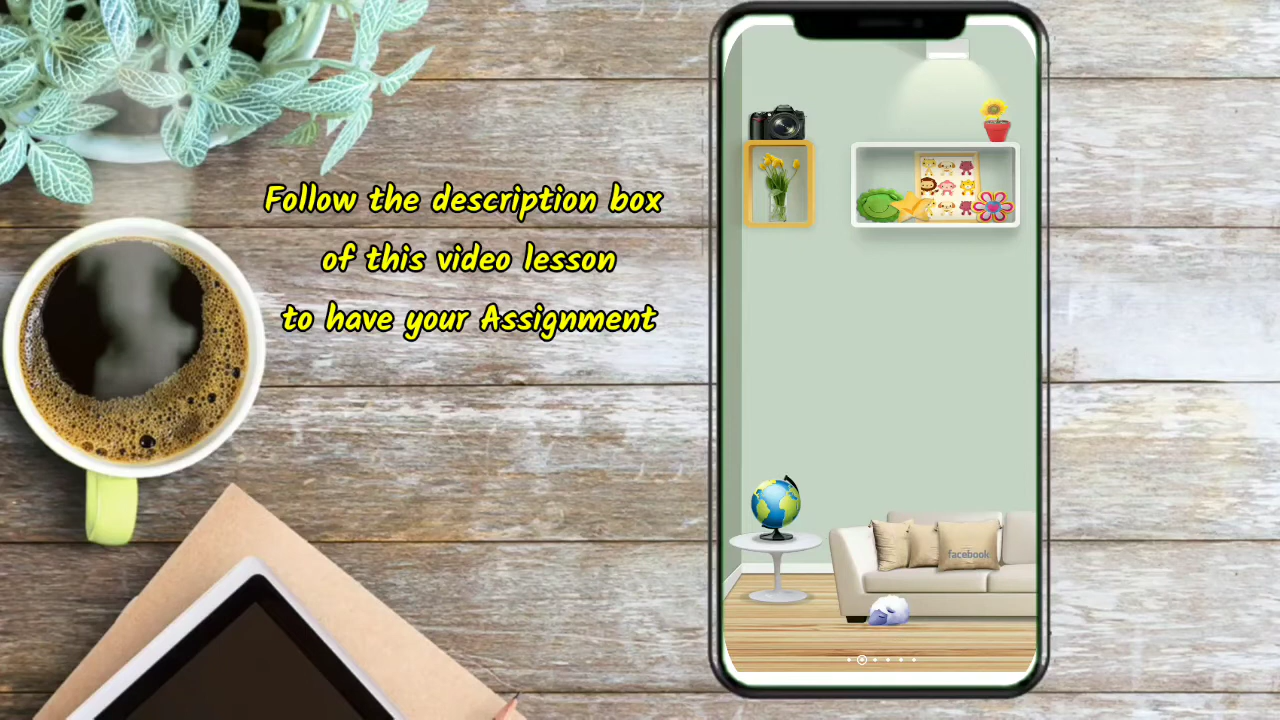 Follow the description box
of this video lesson
to have your Assignment
facebook